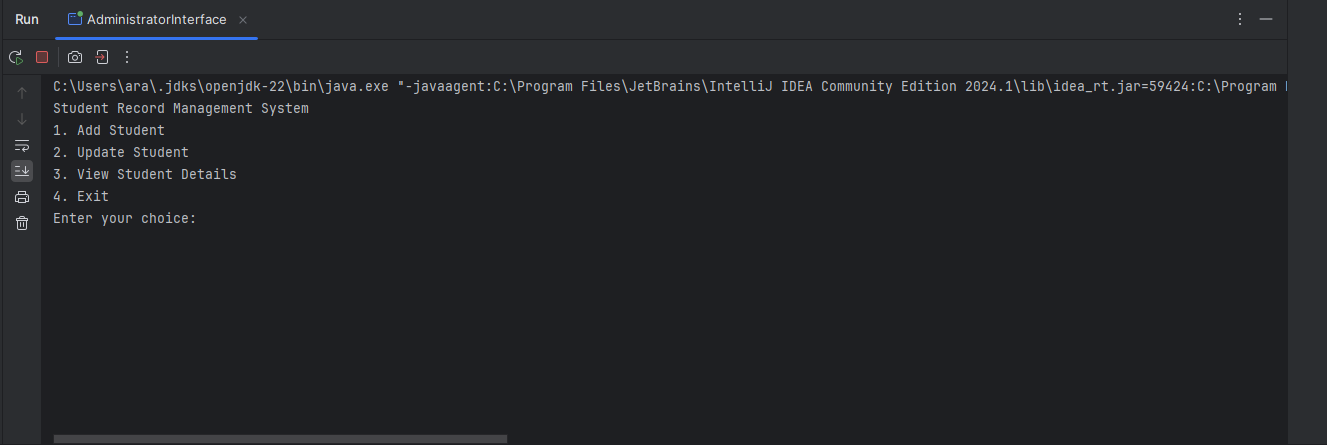 Run AdministratorInterface
C:\Users\ara\.jdks\openjdk-22\bin\java.exe "-javaagent:C:\Program Files\JetBrains\IntelliJ IDEA Community Edition 2024.1\lib\idea_rt.jar=59424:C:\Program
Student Record Management System
1. Add Student
2. Update Student
3. View Student Details
4. Exit
Enter your choice: